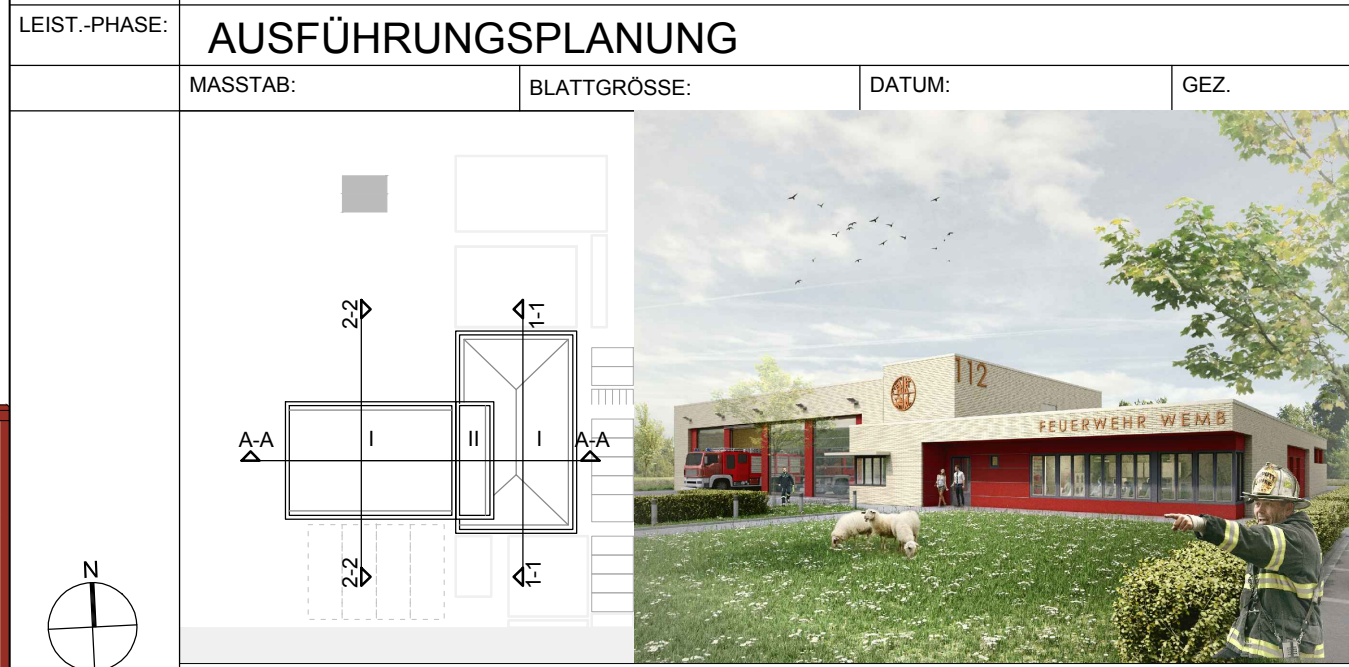 LEIST.-PHASE:
AUSFÜHRUNGSPLANUNG
MASSTAB:
BLATTGRÖSSE:
DATUM:
GEZ.
2-2
1-1
A-A
I
II
I
A-A
2-2
1-1
N
112
FEUERWEHR WEMB